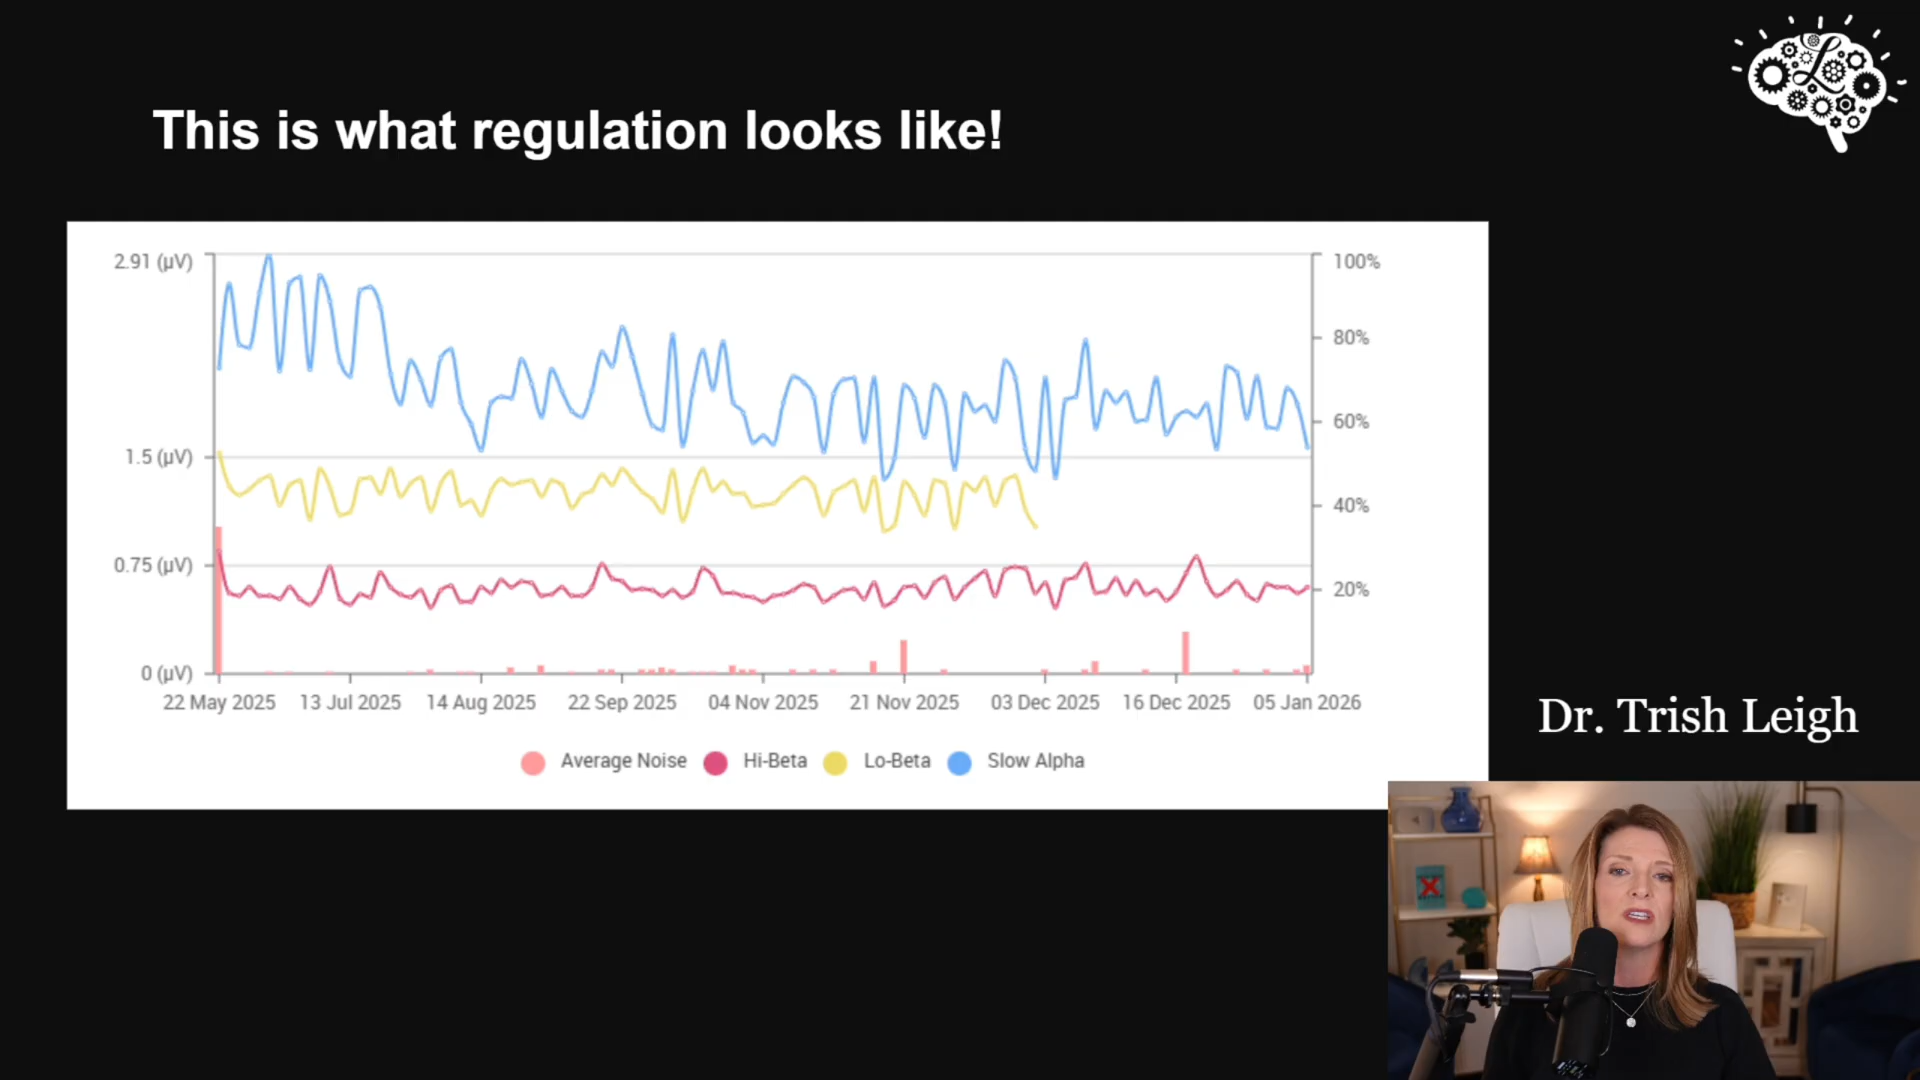 This is what regulation looks like!
2.91 (µV)
1.5 (µV)
0.75 (µV)
0 (µV)
100%
80%
60%
40%
20%
22 May 2025 13 Jul 2025 14 Aug 2025 22 Sep 2025 04 Nov 2025 21 Nov 2025 03 Dec 2025 16 Dec 2025 05 Jan 2026
Average Noise Hi-Beta Lo-Beta Slow Alpha
Dr. Trish Leigh